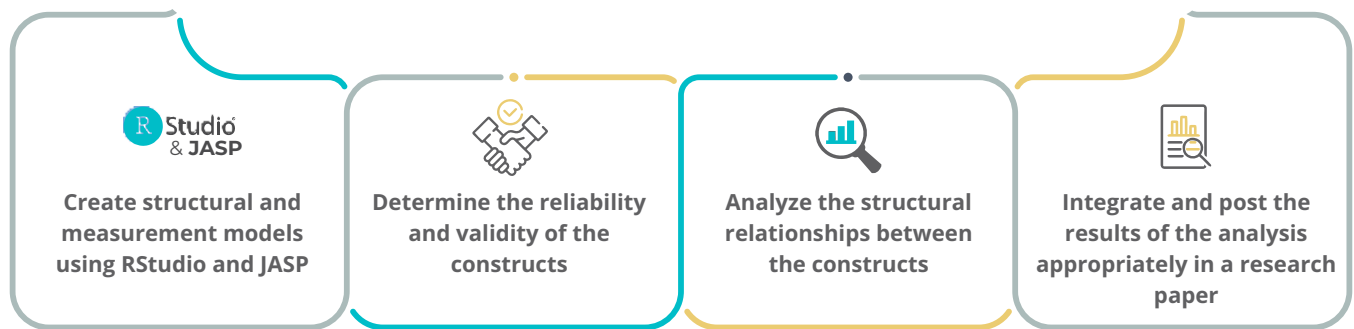 R Studio
& JASP
Create structural and
measurement models
using RStudio and JASP
Determine the reliability
and validity of the
constructs
Analyze the structural
relationships between
the constructs
Integrate and post the
results of the analysis
appropriately in a research
paper